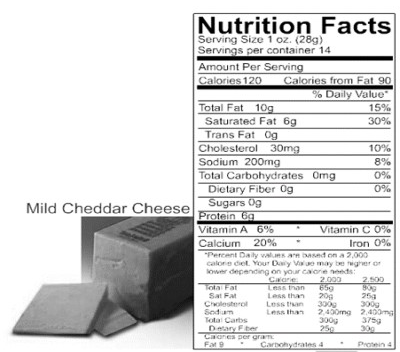 Nutrition Facts
Serving Size 1 oz. (28g)
Servings per container 14
Amount Per Serving
Calories 120 Calories from Fat 90
% Daily Value*
Total Fat 10g 15%
Saturated Fat 6g 30%
Trans Fat 0g
Cholesterol 30mg 10%
Sodium 200mg 8%
Total Carbohydrates 0mg 0%
Dietary Fiber 0g 0%
Sugars 0g
Protein 6g
Vitamin A 6% * Vitamin C 0%
Calcium 20% * Iron 0%
*Percent Daily values are based on a 2,000
calorie diet. Your Daily Value may be higher or
lower depending on your calorie needs:
Calorie: 2,000 2,500
Total Fat Less than 65g 80g
Sat Fat Less than 20g 25g
Cholesterol Less than 300g 300g
Sodium Less than 2,400mg 2,400mg
Total Carbs 300g 375g
Dietary Fiber 25g 30g
Calories per gram:
Fat 9 * Carbohydrates 4 * Protein 4
Mild Cheddar Cheese